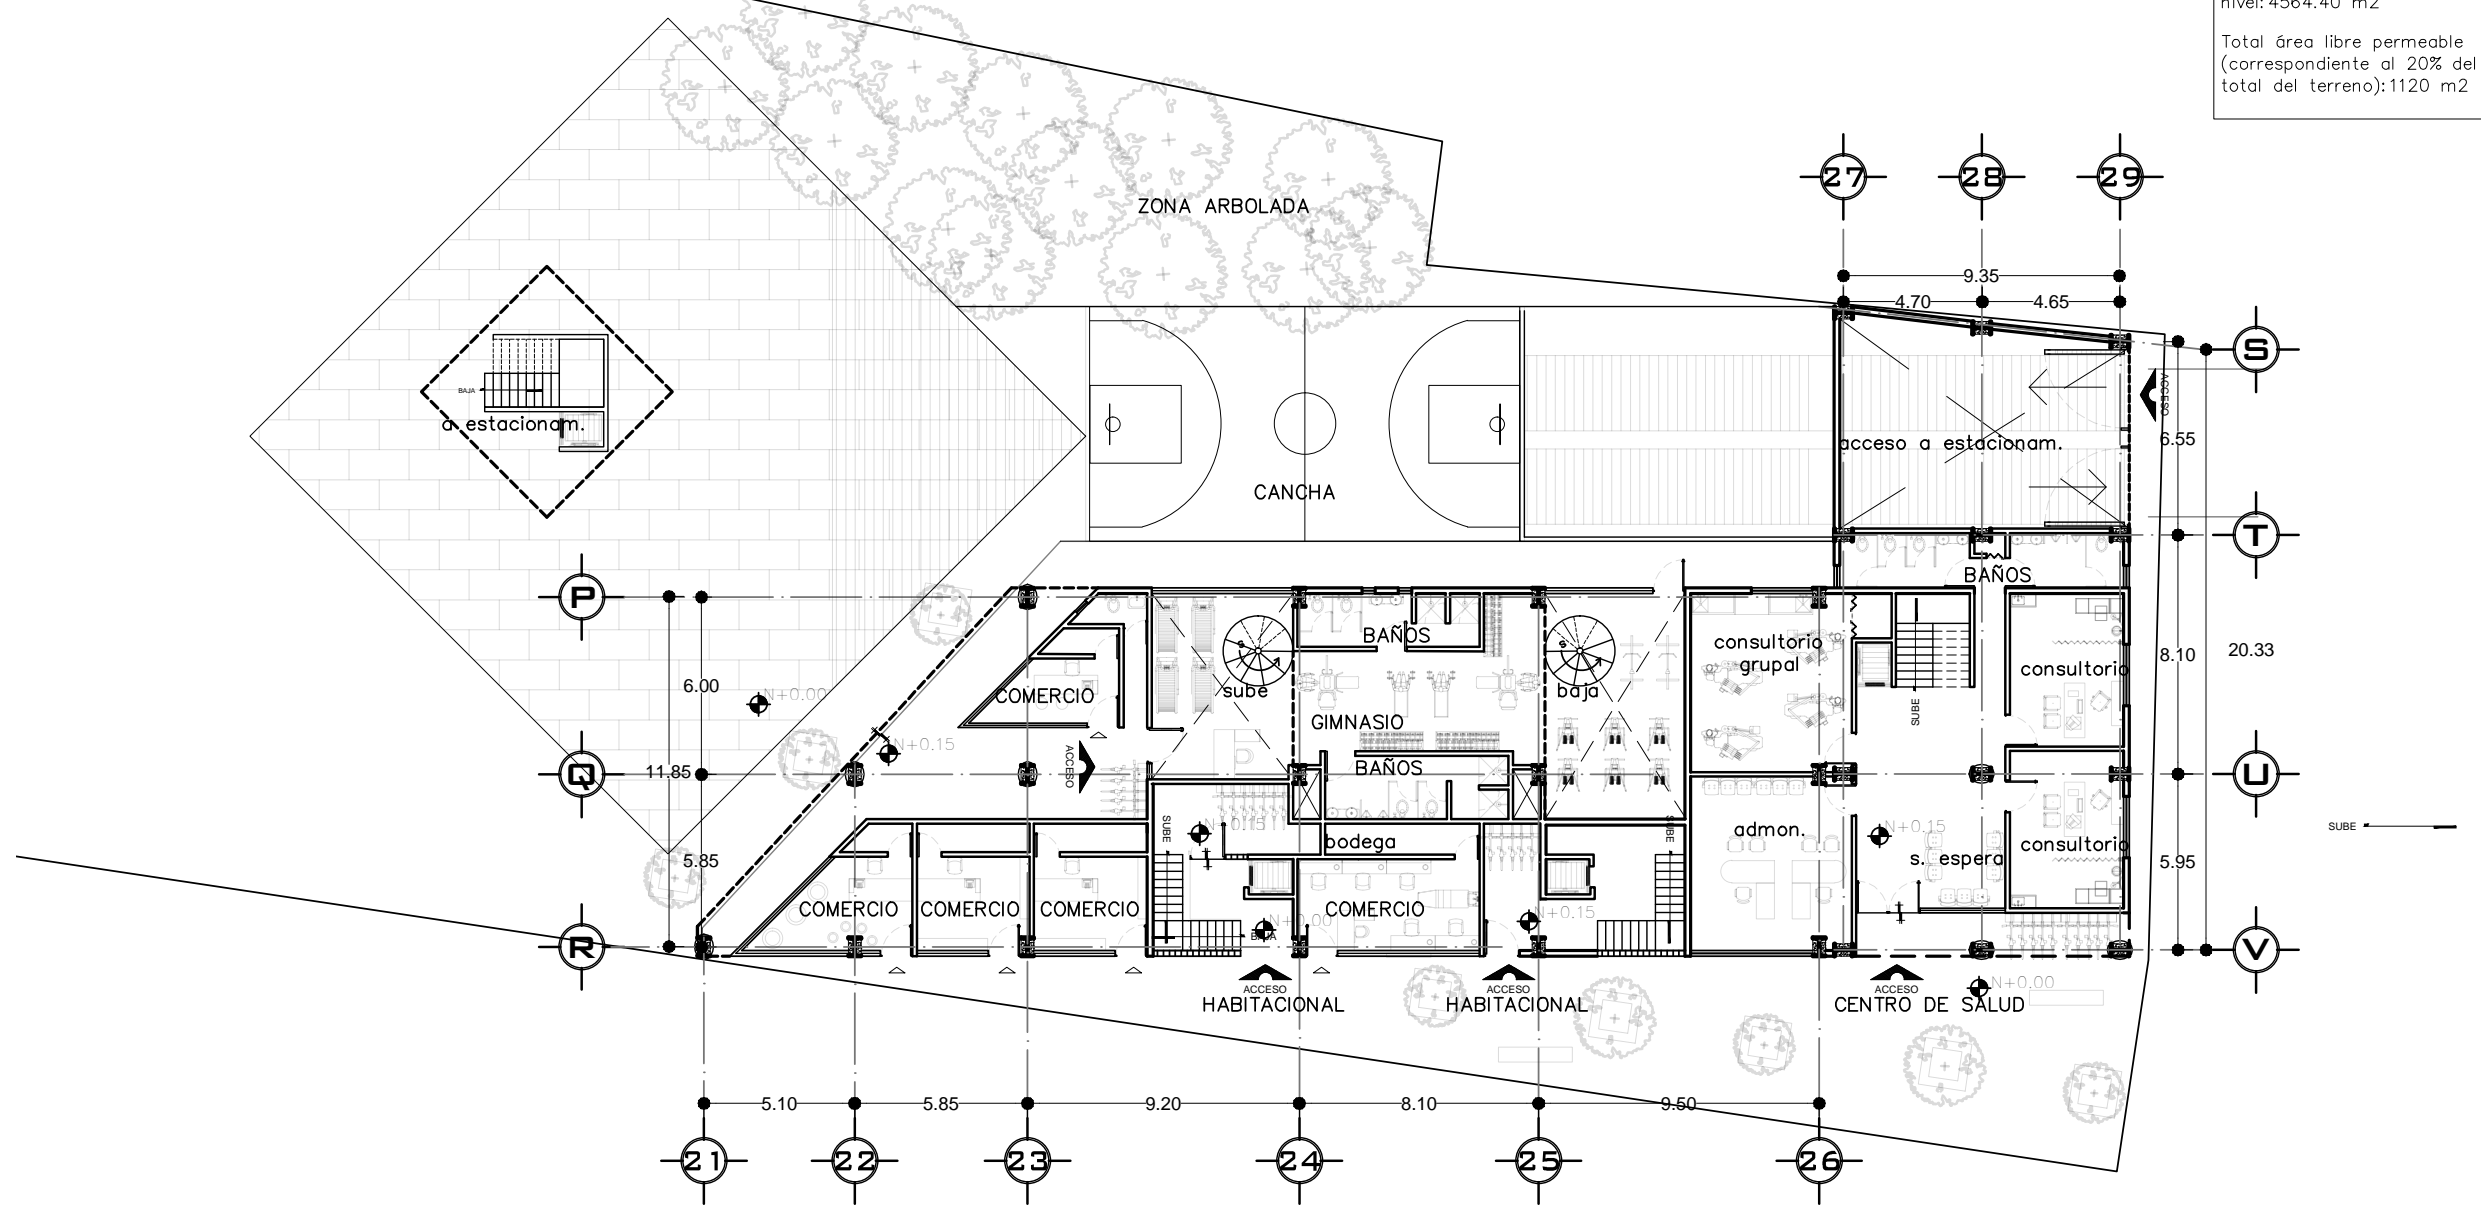 nivel: 4564.40 m2
Total área libre permeable
(correspondiente al 20% del
total del terreno): 1120 m2
27
28
29
ZONA ARBOLADA
9.35
4.70
4.65
S
BAJA
a estacionam.
ACCESO
6.55
acceso a estacionam.
CANCHA
T
BAÑOS
P
BAÑOS
S
S
consultorio
grupal
consultorio
8.10
20.33
6.00
N+0.00
COMERCIO
sube
baja
GIMNASIO
SUBE
N+0.15
11.85
Q
ACCESO
BAÑOS
U
SUBE
N+0.15
SUBE
admon.
N+0.15
SUBE
bodega
5.85
s. espera
consultorio
5.95
COMERCIO
COMERCIO
COMERCIO
COMERCIO
N+0.00
N+0.15
BAJA
R
V
ACCESO
HABITACIONAL
ACCESO
HABITACIONAL
ACCESO
CENTRO DE SALUD
N+0.00
5.10
5.85
9.20
8.10
9.50
21
22
23
24
25
26